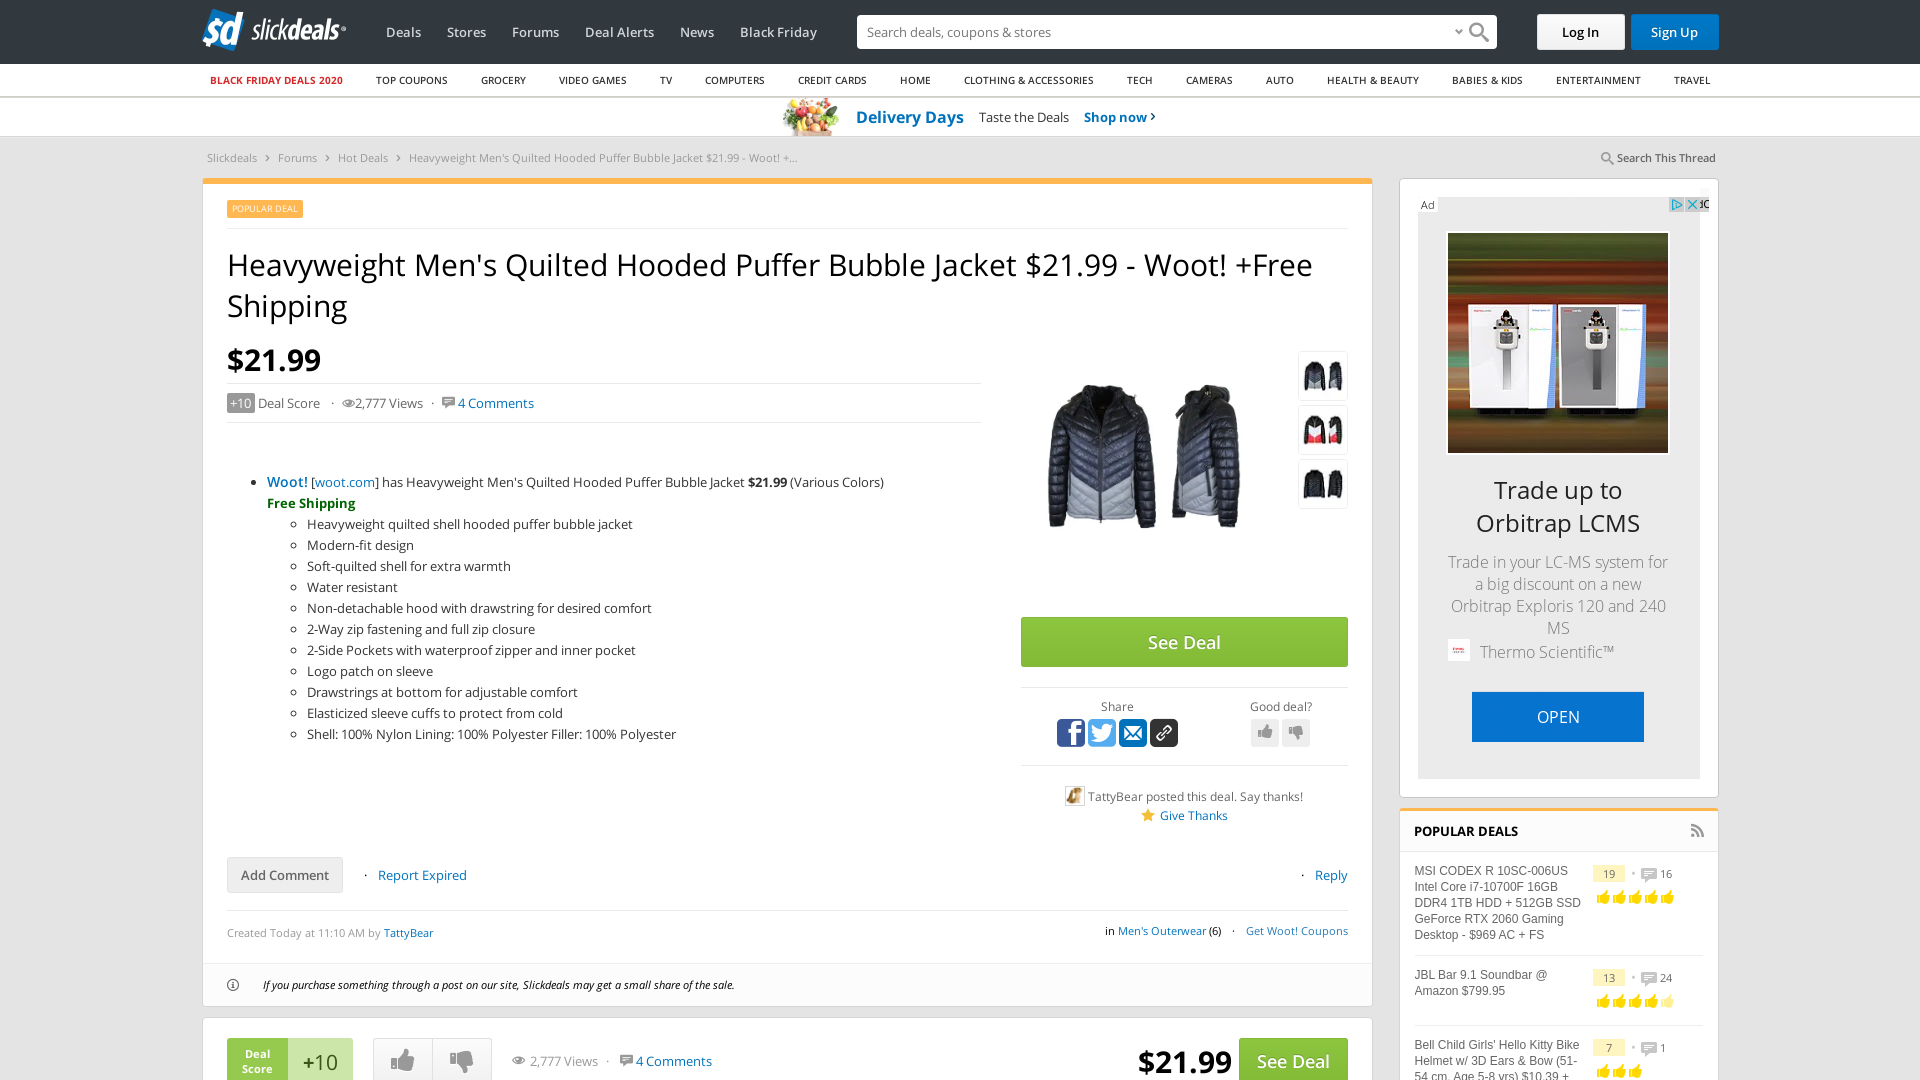 slickdeals
Deals Stores Forums Deal Alerts News Black Friday
Search deals, coupons & stores
Log In
Sign Up
BLACK FRIDAY DEALS 2020 TOP COUPONS GROCERY VIDEO GAMES TV COMPUTERS CREDIT CARDS HOME CLOTHING & ACCESSORIES TECH CAMERAS AUTO HEALTH & BEAUTY BABIES & KIDS ENTERTAINMENT TRAVEL
Delivery Days Taste the Deals Shop now ›
Slickdeals › Forums › Hot Deals › Heavyweight Men's Quilted Hooded Puffer Bubble Jacket $21.99 - Woot! +...
Search This Thread
POPULAR DEAL
Heavyweight Men's Quilted Hooded Puffer Bubble Jacket $21.99 - Woot! +Free
Shipping
$21.99
+10 Deal Score · 2,777 Views · 4 Comments
• Woot! [woot.com] has Heavyweight Men's Quilted Hooded Puffer Bubble Jacket $21.99 (Various Colors)
Free Shipping
Heavyweight quilted shell hooded puffer bubble jacket
Modern-fit design
Soft-quilted shell for extra warmth
Water resistant
Non-detachable hood with drawstring for desired comfort
2-Way zip fastening and full zip closure
2-Side Pockets with waterproof zipper and inner pocket
Logo patch on sleeve
Drawstrings at bottom for adjustable comfort
Elasticized sleeve cuffs to protect from cold
Shell: 100% Nylon Lining: 100% Polyester Filler: 100% Polyester
See Deal
Share
Good deal?
TattyBear posted this deal. Say thanks!
Give Thanks
Add Comment · Report Expired
· Reply
Created Today at 11:10 AM by TattyBear
in Men's Outerwear (6) · Get Woot! Coupons
If you purchase something through a post on our site, Slickdeals may get a small share of the sale.
Deal
Score
+10
2,777 Views · 4 Comments
$21.99
See Deal
Ad
Trade up to
Orbitrap LCMS
Trade in your LC-MS system for
a big discount on a new
Orbitrap Exploris 120 and 240
MS
Thermo Scientific™
OPEN
POPULAR DEALS
MSI CODEX R 10SC-006US
Intel Core i7-10700F 16GB
DDR4 1TB HDD + 512GB SSD
GeForce RTX 2060 Gaming
Desktop - $969 AC + FS
19 • 16
JBL Bar 9.1 Soundbar @
Amazon $799.95
13 • 24
Bell Child Girls' Hello Kitty Bike
Helmet w/ 3D Ears & Bow (51-
54 cm, Age 5-8 yrs) $10.39 +
7 • 1